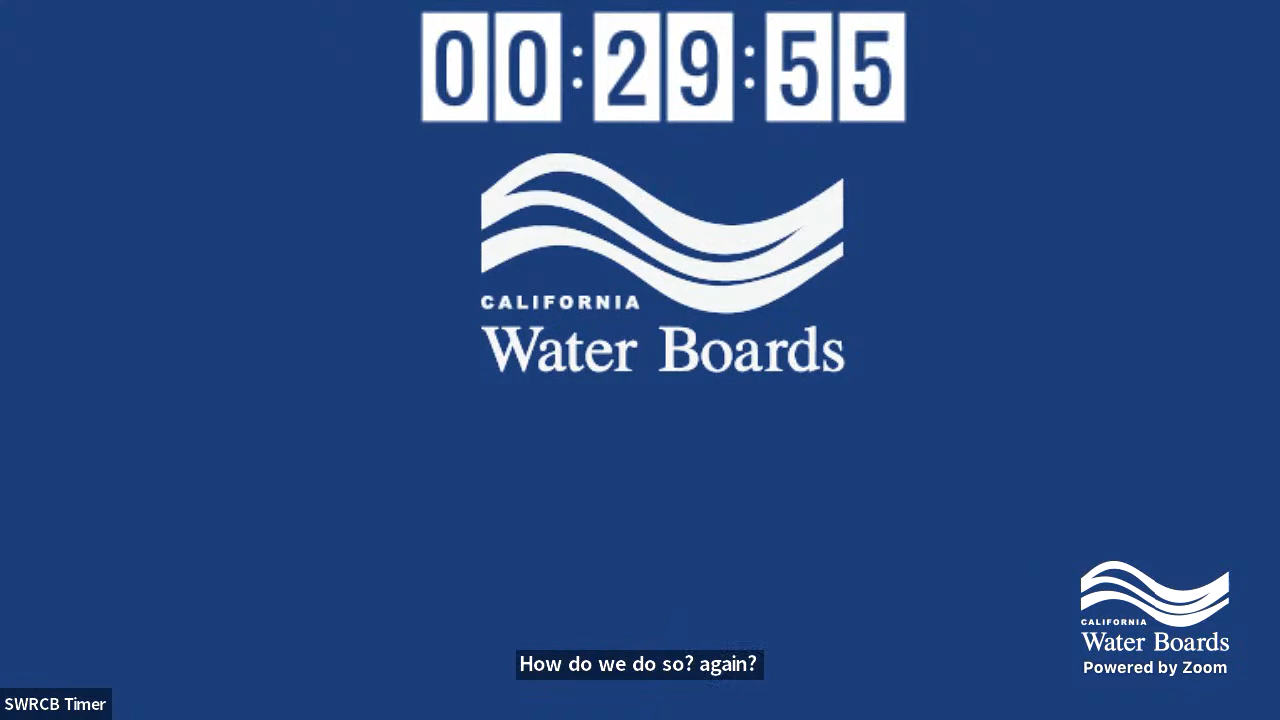 00:29:55
CALIFORNIA
Water Boards
CALIFORNIA
Water Boards
Powered by Zoom
How do we do so? again?
SWRCB Timer